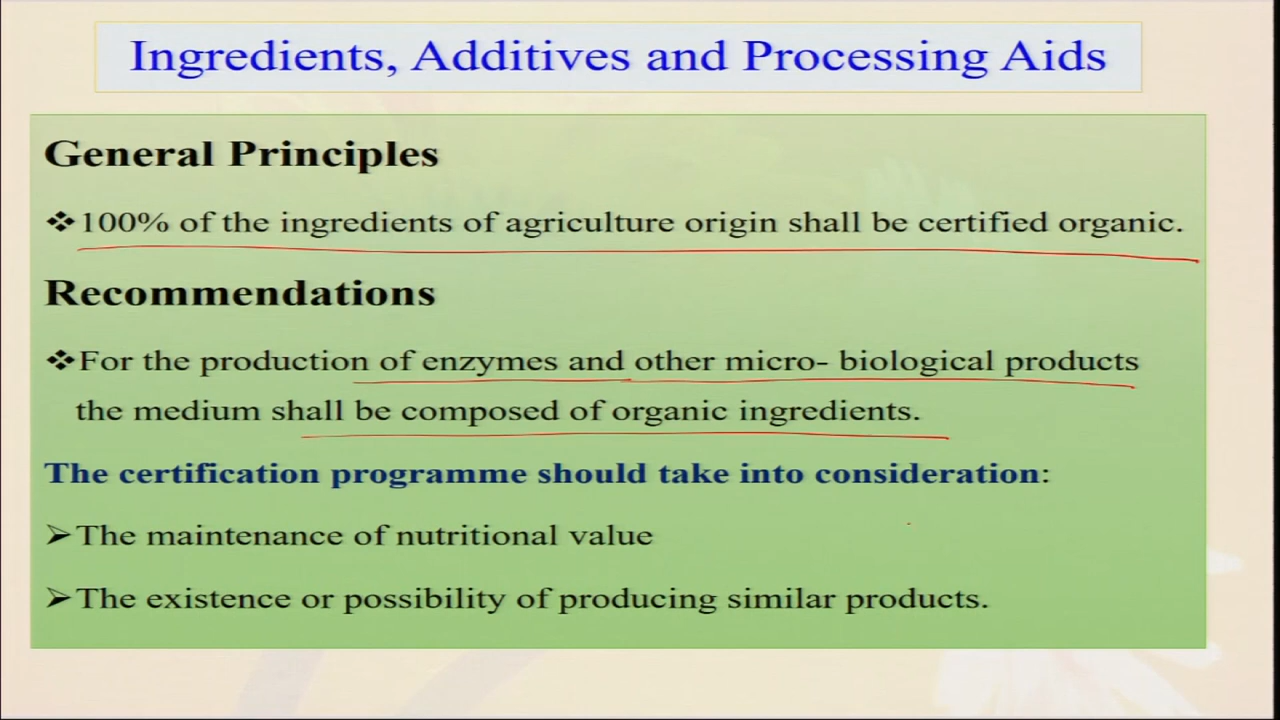 Ingredients, Additives and Processing Aids
General Principles
❖100% of the ingredients of agriculture origin shall be certified organic.
Recommendations
❖For the production of enzymes and other micro- biological products
the medium shall be composed of organic ingredients.
The certification programme should take into consideration:
➢The maintenance of nutritional value
➢The existence or possibility of producing similar products.